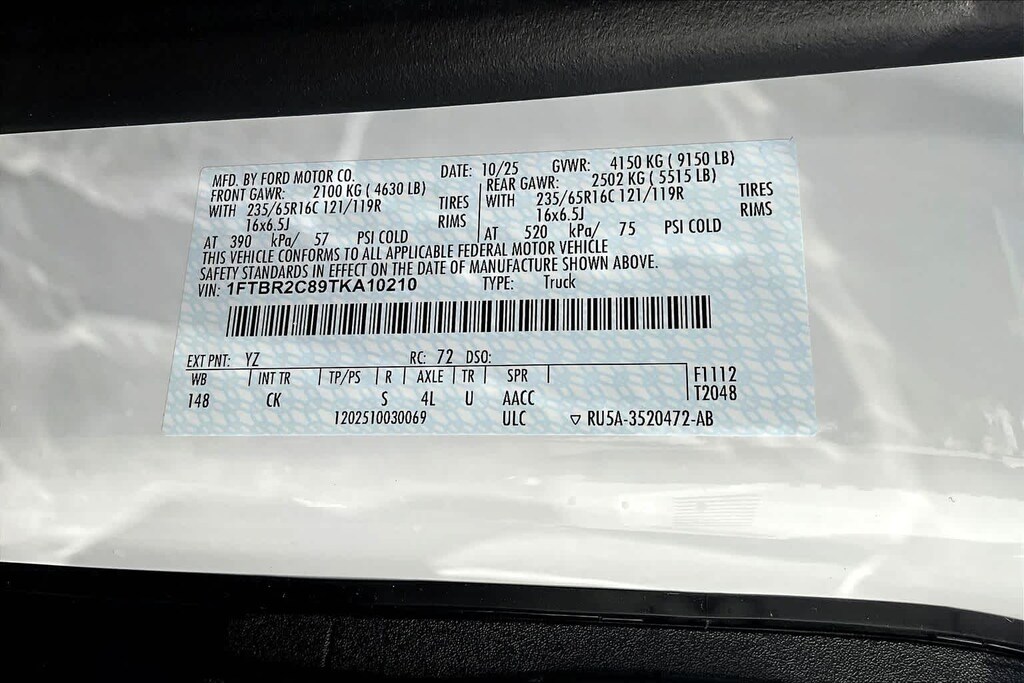 MFD. BY FORD MOTOR CO. DATE: 10/25 GVWR: 4150 KG ( 9150 LB)
FRONT GAWR: 2100 KG ( 4630 LB) REAR GAWR: 2502 KG ( 5515 LB)
WITH 235/65R16C 121/119R TIRES WITH 235/65R16C 121/119R TIRES
16x6.5J RIMS 16x6.5J RIMS
AT 390 kPa/ 57 PSI COLD AT 520 kPa/ 75 PSI COLD
THIS VEHICLE CONFORMS TO ALL APPLICABLE FEDERAL MOTOR VEHICLE
SAFETY STANDARDS IN EFFECT ON THE DATE OF MANUFACTURE SHOWN ABOVE.
VIN: 1FTBR2C89TKA10210 TYPE: Truck
EXT PNT: YZ RC: 72 DSO:
WB INT TR TP/PS R AXLE TR SPR F1112
148 CK S 4L U AACC T2048
1202510030069 ULC ▽ RU5A-3520472-AB